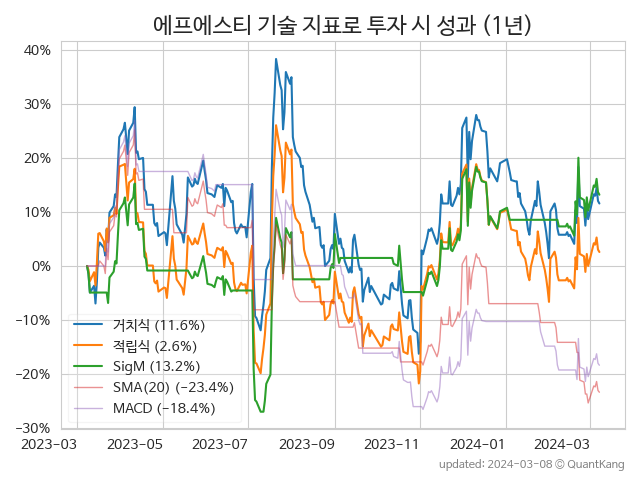 에프에스티 기술 지표로 투자 시 성과 (1년)
40%
30%
20%
10%
0%
−10%
−20%
−30%
거치식 (11.6%)
적립식 (2.6%)
SigM (13.2%)
SMA(20) (−23.4%)
MACD (−18.4%)
2023-03 2023-05 2023-07 2023-09 2023-11 2024-01 2024-03
updated: 2024-03-08 © QuantKang